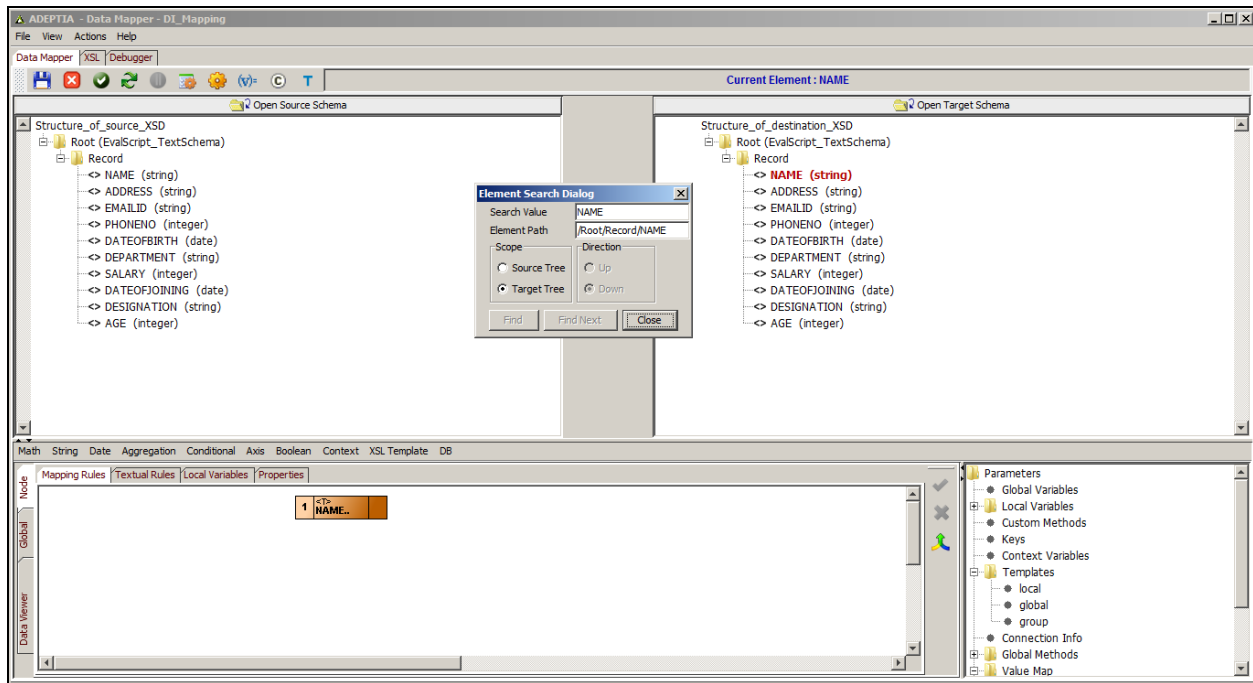 ADEPTIA - Data Mapper - DI_Mapping
File View Actions Help
Data Mapper XSL Debugger
(∇)= C T Current Element : NAME
Open Source Schema Open Target Schema
Structure_of_source_XSD
Root (EvalScript_TextSchema)
Record
<> NAME (string)
<> ADDRESS (string)
<> EMAILID (string)
<> PHONENO (integer)
<> DATEOFBIRTH (date)
<> DEPARTMENT (string)
<> SALARY (integer)
<> DATEOFJOINING (date)
<> DESIGNATION (string)
<> AGE (integer)
Element Search Dialog
Search Value NAME
Element Path /Root/Record/NAME
Scope Direction
Source Tree Up
Target Tree Down
Find Find Next Close
Structure_of_destination_XSD
Root (EvalScript_TextSchema)
Record
<> NAME (string)
<> ADDRESS (string)
<> EMAILID (string)
<> PHONENO (integer)
<> DATEOFBIRTH (date)
<> DEPARTMENT (string)
<> SALARY (integer)
<> DATEOFJOINING (date)
<> DESIGNATION (string)
<> AGE (integer)
Math String Date Aggregation Conditional Axis Boolean Context XSL Template DB
Node
Global
Data Viewer
Mapping Rules Textual Rules Local Variables Properties
1 <T>
NAME..
Parameters
Global Variables
Local Variables
Custom Methods
Keys
Context Variables
Templates
local
global
group
Connection Info
Global Methods
Value Map